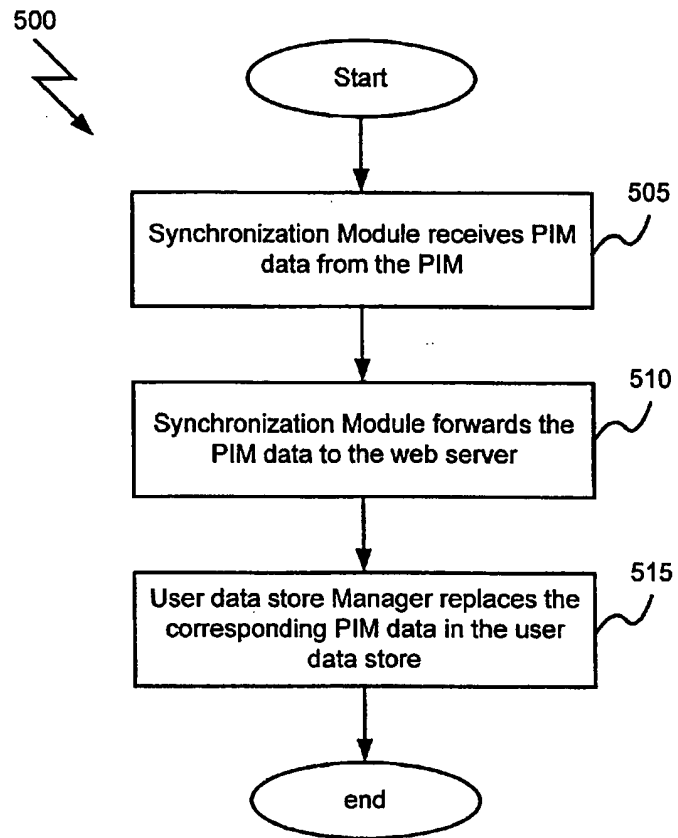 500
Start
505
Synchronization Module receives PIM
data from the PIM
510
Synchronization Module forwards the
PIM data to the web server
515
User data store Manager replaces the
corresponding PIM data in the user
data store
end